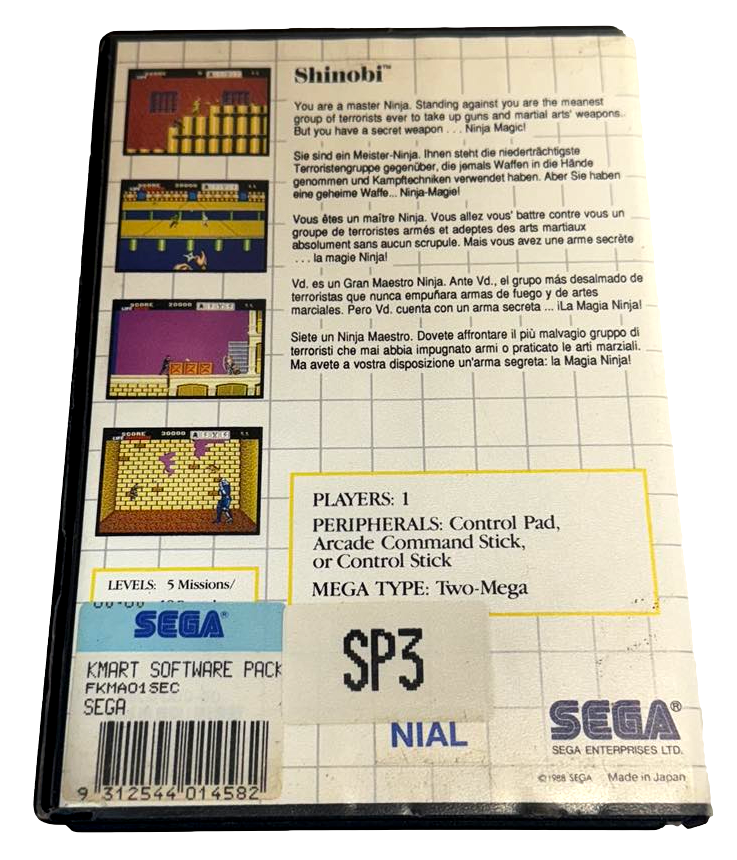 Shinobi™
You are a master Ninja. Standing against you are the meanest
group of terrorists ever to take up guns and martial arts' weapons.
But you have a secret weapon . . . Ninja Magic!
Sie sind ein Meister-Ninja. Ihnen steht die niederträchtigste
Terroristengruppe gegenüber, die jemals Waffen in die Hände
genommen und Kampftechniken verwendet haben. Aber Sie haben
eine geheime Waffe... Ninja-Magie!
Vous êtes un maître Ninja. Vous allez vous' battre contre vous un
groupe de terroristes armés et adeptes des arts martiaux
absolument sans aucun scrupule. Mais vous avez une arme secrète
. . . la magie Ninja!
Vd. es un Gran Maestro Ninja. Ante Vd., el grupo más desalmado de
terroristas que nunca empuñara armas de fuego y de artes
marciales. Pero Vd. cuenta con un arma secreta ... ¡La Magia Ninja!
Siete un Ninja Maestro. Dovete affrontare il più malvagio gruppo di
terroristi che mai abbia impugnato armi o praticato le arti marziali.
Ma avete a vostra disposizione un'arma segreta: la Magia Ninja!
SCORE 20000
SCORE 30000
PLAYERS: 1
PERIPHERALS: Control Pad,
Arcade Command Stick,
or Control Stick
MEGA TYPE: Two-Mega
LEVELS: 5 Missions/
SEGA®
KMART SOFTWARE PACK
FKMA01SEC
SEGA
9 312544 014582
SP3
NIAL
SEGA®
SEGA ENTERPRISES LTD.
©1988 SEGA Made in Japan